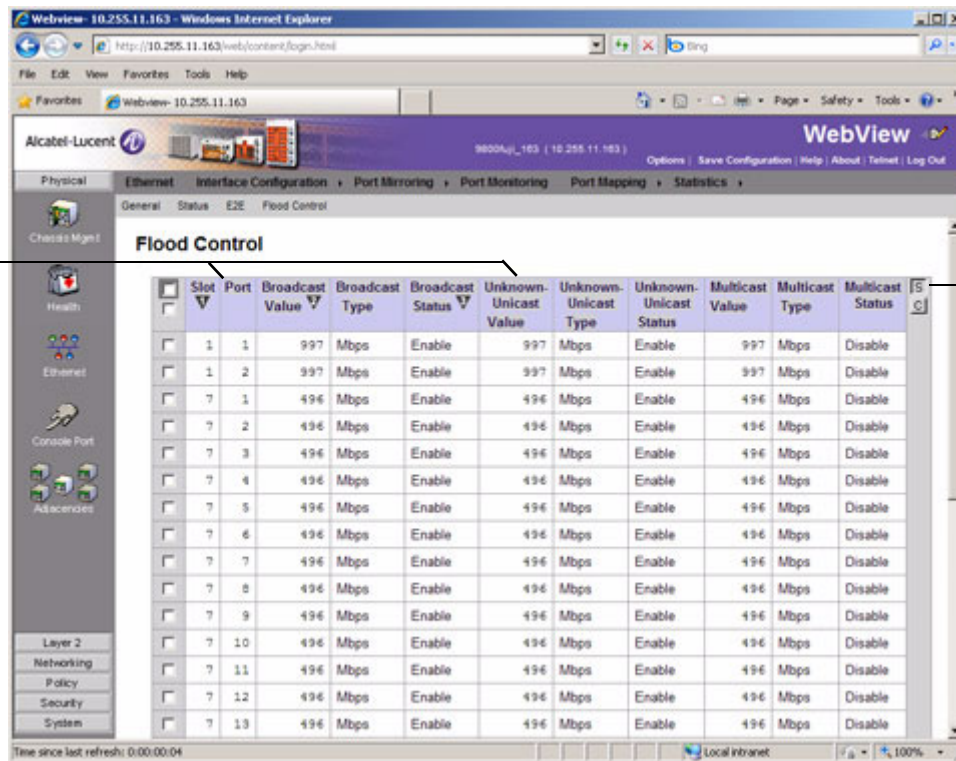 Webview- 10.255.11.163 - Windows Internet Explorer
http://10.255.11.163/web/content/login.html
Bing
File Edit View Favorites Tools Help
Favorites Webview- 10.255.11.163 Page Safety Tools
Alcatel-Lucent WebView
(10.255.11.163)
Options | Save Configuration | Help | About | Telnet | Log Out
Physical Ethernet Interface Configuration Port Mirroring Port Monitoring Port Mapping Statistics
General Status E2E Flood Control
Chassis Mgmt
Health
Ethernet
Console Port
Adjacencies
Layer 2
Networking
Policy
Security
System
Flood Control
Slot Port Broadcast Value Broadcast Type Broadcast Status Unknown-Unicast Value Unknown-Unicast Type Unknown-Unicast Status Multicast Value Multicast Type Multicast Status S C
1 1 997 Mbps Enable 997 Mbps Enable 997 Mbps Disable
1 2 997 Mbps Enable 997 Mbps Enable 997 Mbps Disable
7 1 496 Mbps Enable 496 Mbps Enable 496 Mbps Disable
7 2 496 Mbps Enable 496 Mbps Enable 496 Mbps Disable
7 3 496 Mbps Enable 496 Mbps Enable 496 Mbps Disable
7 4 496 Mbps Enable 496 Mbps Enable 496 Mbps Disable
7 5 496 Mbps Enable 496 Mbps Enable 496 Mbps Disable
7 6 496 Mbps Enable 496 Mbps Enable 496 Mbps Disable
7 7 496 Mbps Enable 496 Mbps Enable 496 Mbps Disable
7 8 496 Mbps Enable 496 Mbps Enable 496 Mbps Disable
7 9 496 Mbps Enable 496 Mbps Enable 496 Mbps Disable
7 10 496 Mbps Enable 496 Mbps Enable 496 Mbps Disable
7 11 496 Mbps Enable 496 Mbps Enable 496 Mbps Disable
7 12 496 Mbps Enable 496 Mbps Enable 496 Mbps Disable
7 13 496 Mbps Enable 496 Mbps Enable 496 Mbps Disable
Time since last refresh: 0:00:00:04 Local intranet 100%